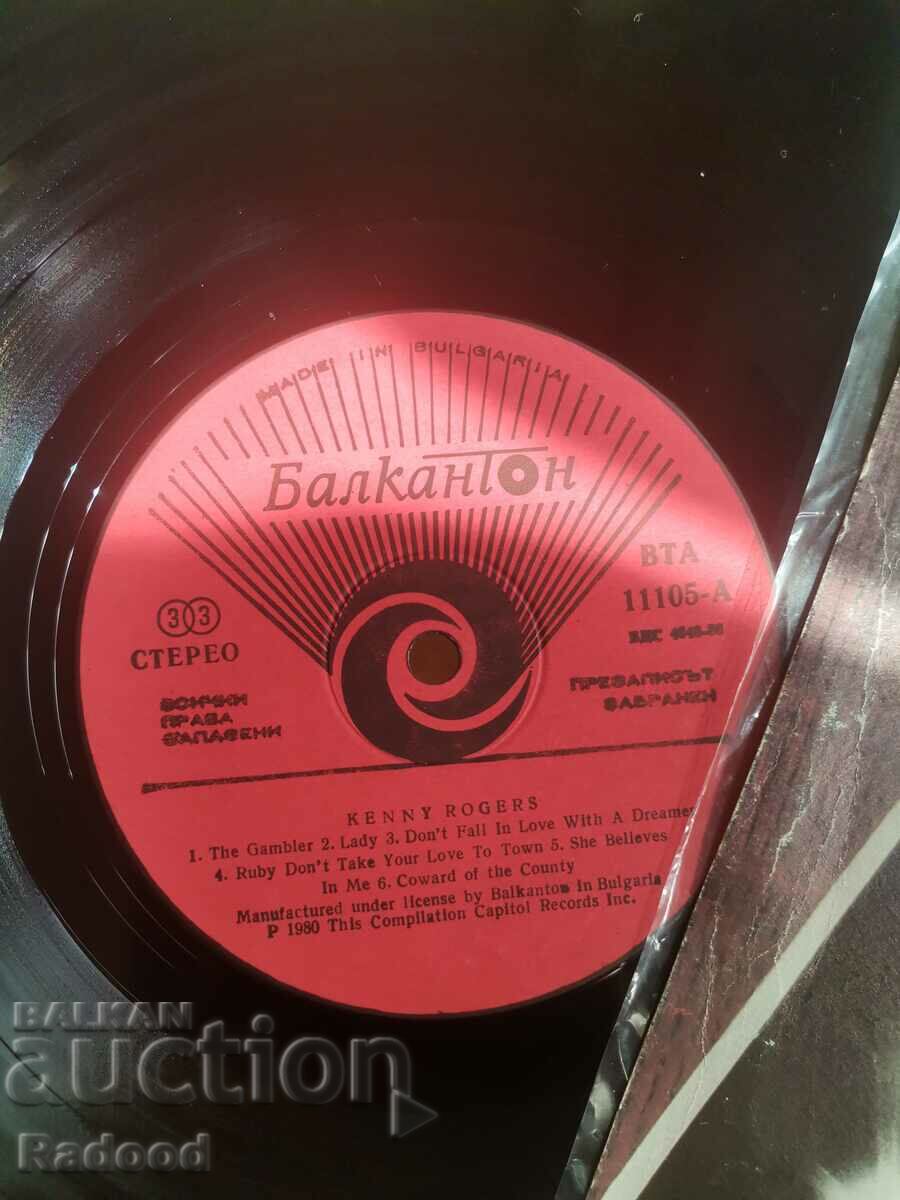 MADE IN BULGARIA
Балкантон
ВТА
11105-А
33
СТЕРЕО
ВСИЧКИ
ПРАВА
ЗАПАЗЕНИ
ПРЕЗАПИСЪТ
ЗАБРАНЕН
KENNY ROGERS
1. The Gambler 2. Lady 3. Don't Fall In Love With A Dreamer
4. Ruby Don't Take Your Love To Town 5. She Believes
In Me 6. Coward of the County
Manufactured under license by Balkanton in Bulgaria
P 1980 This Compilation Capitol Records Inc.
BALKAN
auction
Radood